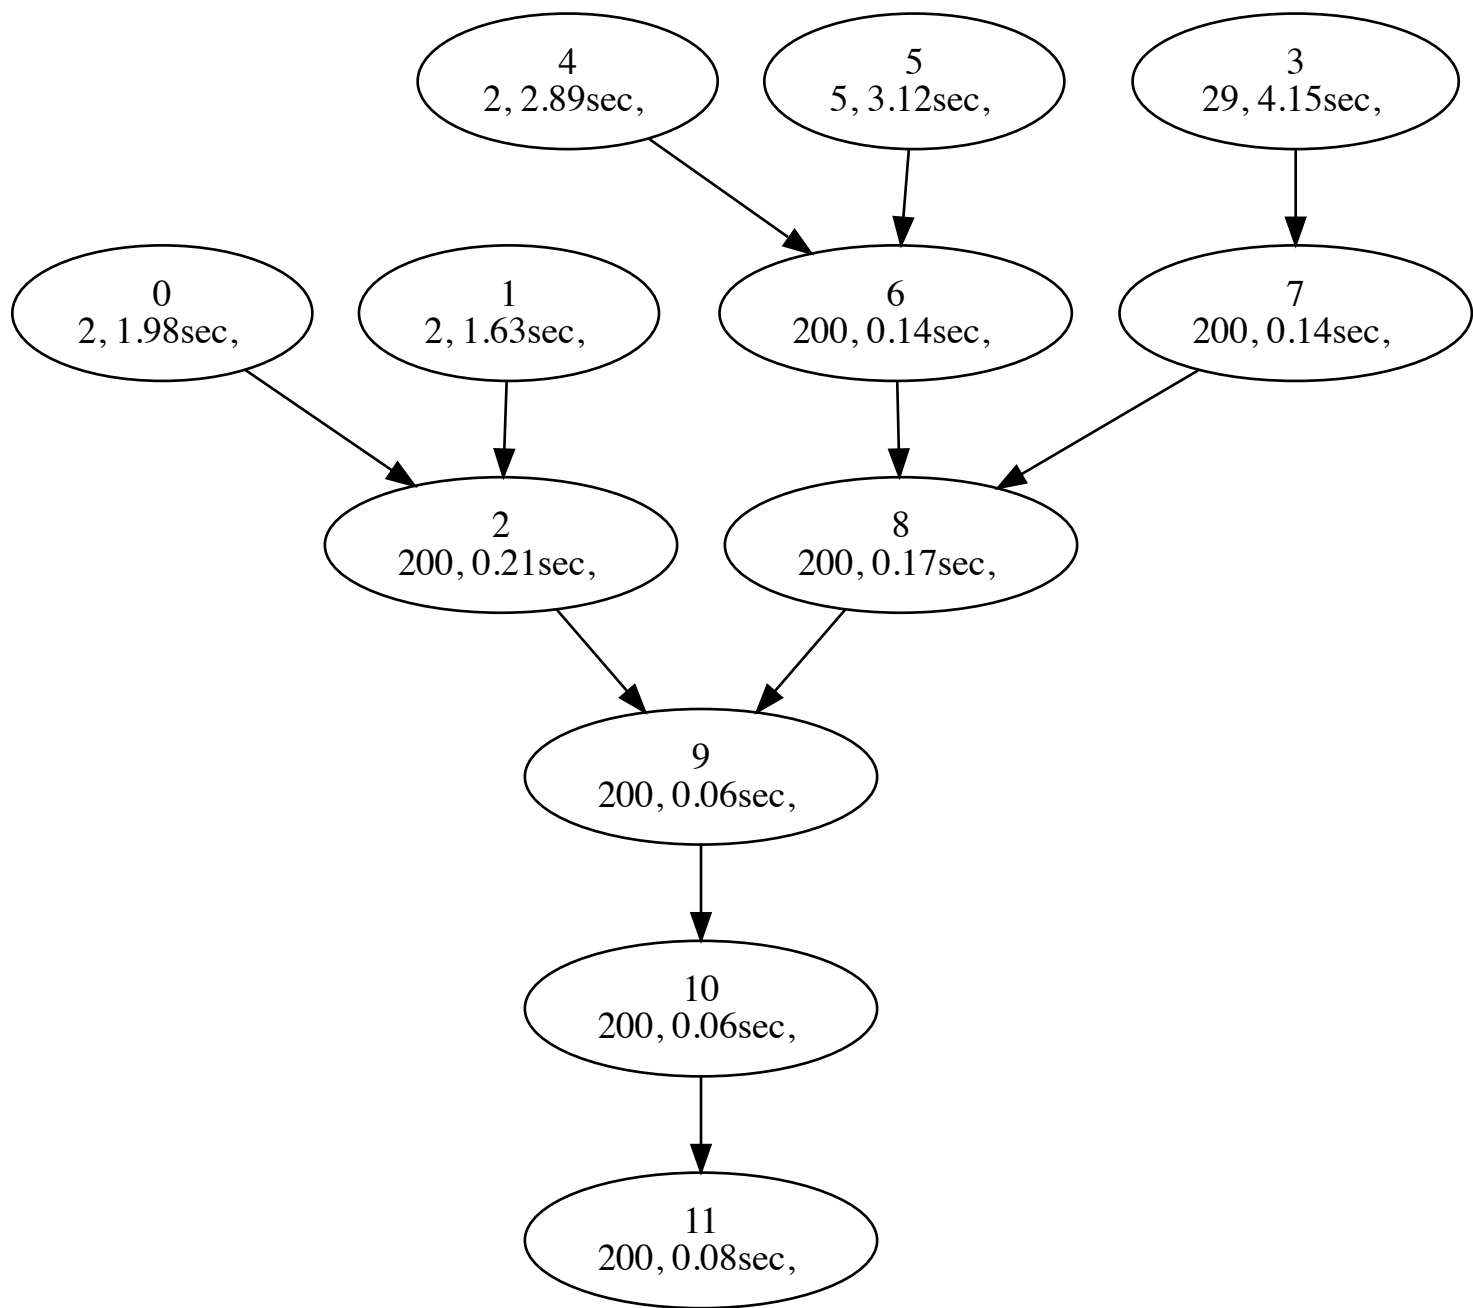 4
2, 2.89sec,
5
5, 3.12sec,
3
29, 4.15sec,
0
2, 1.98sec,
1
2, 1.63sec,
6
200, 0.14sec,
7
200, 0.14sec,
2
200, 0.21sec,
8
200, 0.17sec,
9
200, 0.06sec,
10
200, 0.06sec,
11
200, 0.08sec,